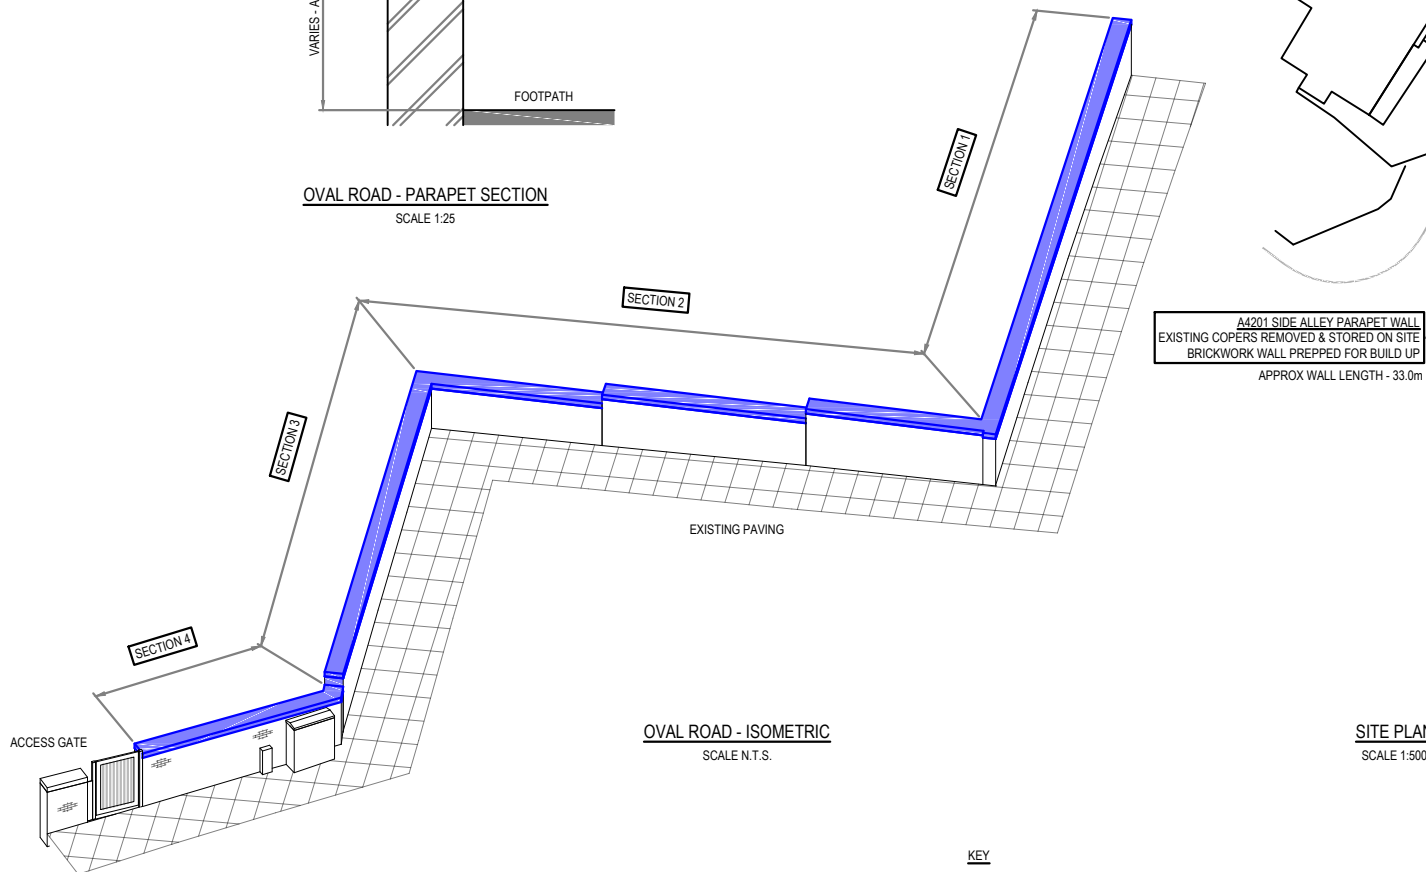 VARIES - A
FOOTPATH
OVAL ROAD - PARAPET SECTION
SCALE 1:25
SECTION 1
SECTION 2
A4201 SIDE ALLEY PARAPET WALL
EXISTING COPERS REMOVED & STORED ON SITE
BRICKWORK WALL PREPPED FOR BUILD UP
APPROX WALL LENGTH - 33.0m
SECTION 3
EXISTING PAVING
SECTION 4
ACCESS GATE
OVAL ROAD - ISOMETRIC
SCALE N.T.S.
SITE PLAN
SCALE 1:500
KEY